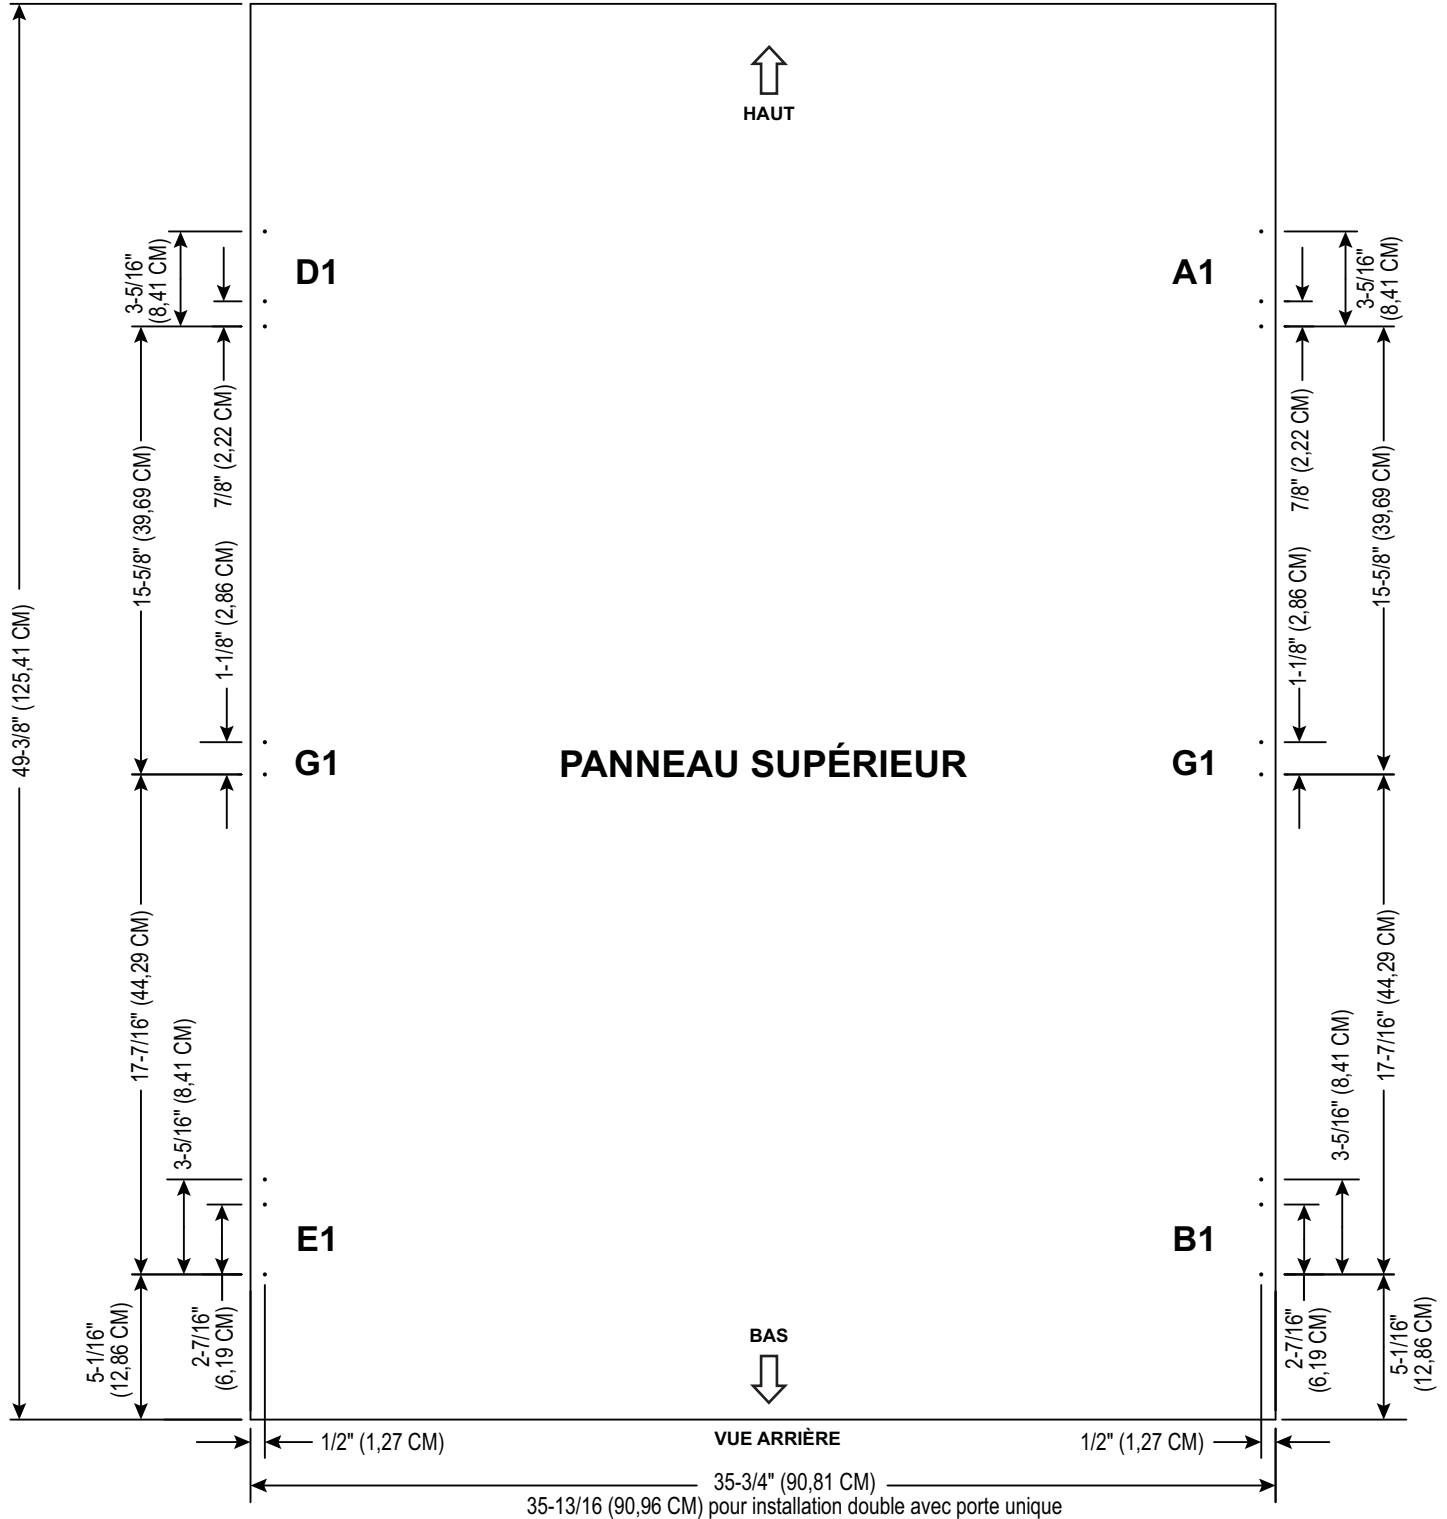 HAUT
3-5/16"
(8,41 CM)
D1
A1
3-5/16"
(8,41 CM)
7/8" (2,22 CM)
7/8" (2,22 CM)
15-5/8" (39,69 CM)
15-5/8" (39,69 CM)
1-1/8" (2,86 CM)
1-1/8" (2,86 CM)
49-3/8" (125,41 CM)
G1
PANNEAU SUPÉRIEUR
G1
17-7/16" (44,29 CM)
17-7/16" (44,29 CM)
3-5/16" (8,41 CM)
3-5/16" (8,41 CM)
E1
B1
5-1/16"
(12,86 CM)
2-7/16"
(6,19 CM)
BAS
2-7/16"
(6,19 CM)
5-1/16"
(12,86 CM)
1/2" (1,27 CM)
VUE ARRIÈRE
1/2" (1,27 CM)
35-3/4" (90,81 CM)
35-13/16 (90,96 CM) pour installation double avec porte unique